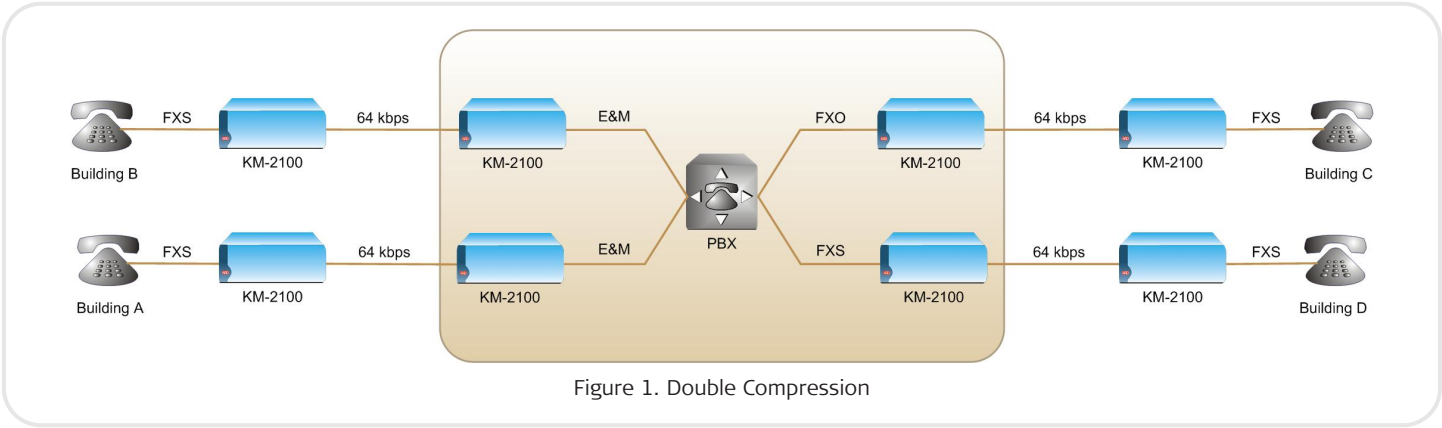 FXS 64 kbps E&M FXO 64 kbps FXS
KM-2100 KM-2100 KM-2100 KM-2100
Building B Building C
PBX
FXS 64 kbps E&M FXS 64 kbps FXS
KM-2100 KM-2100 KM-2100 KM-2100
Building A Building D
Figure 1. Double Compression